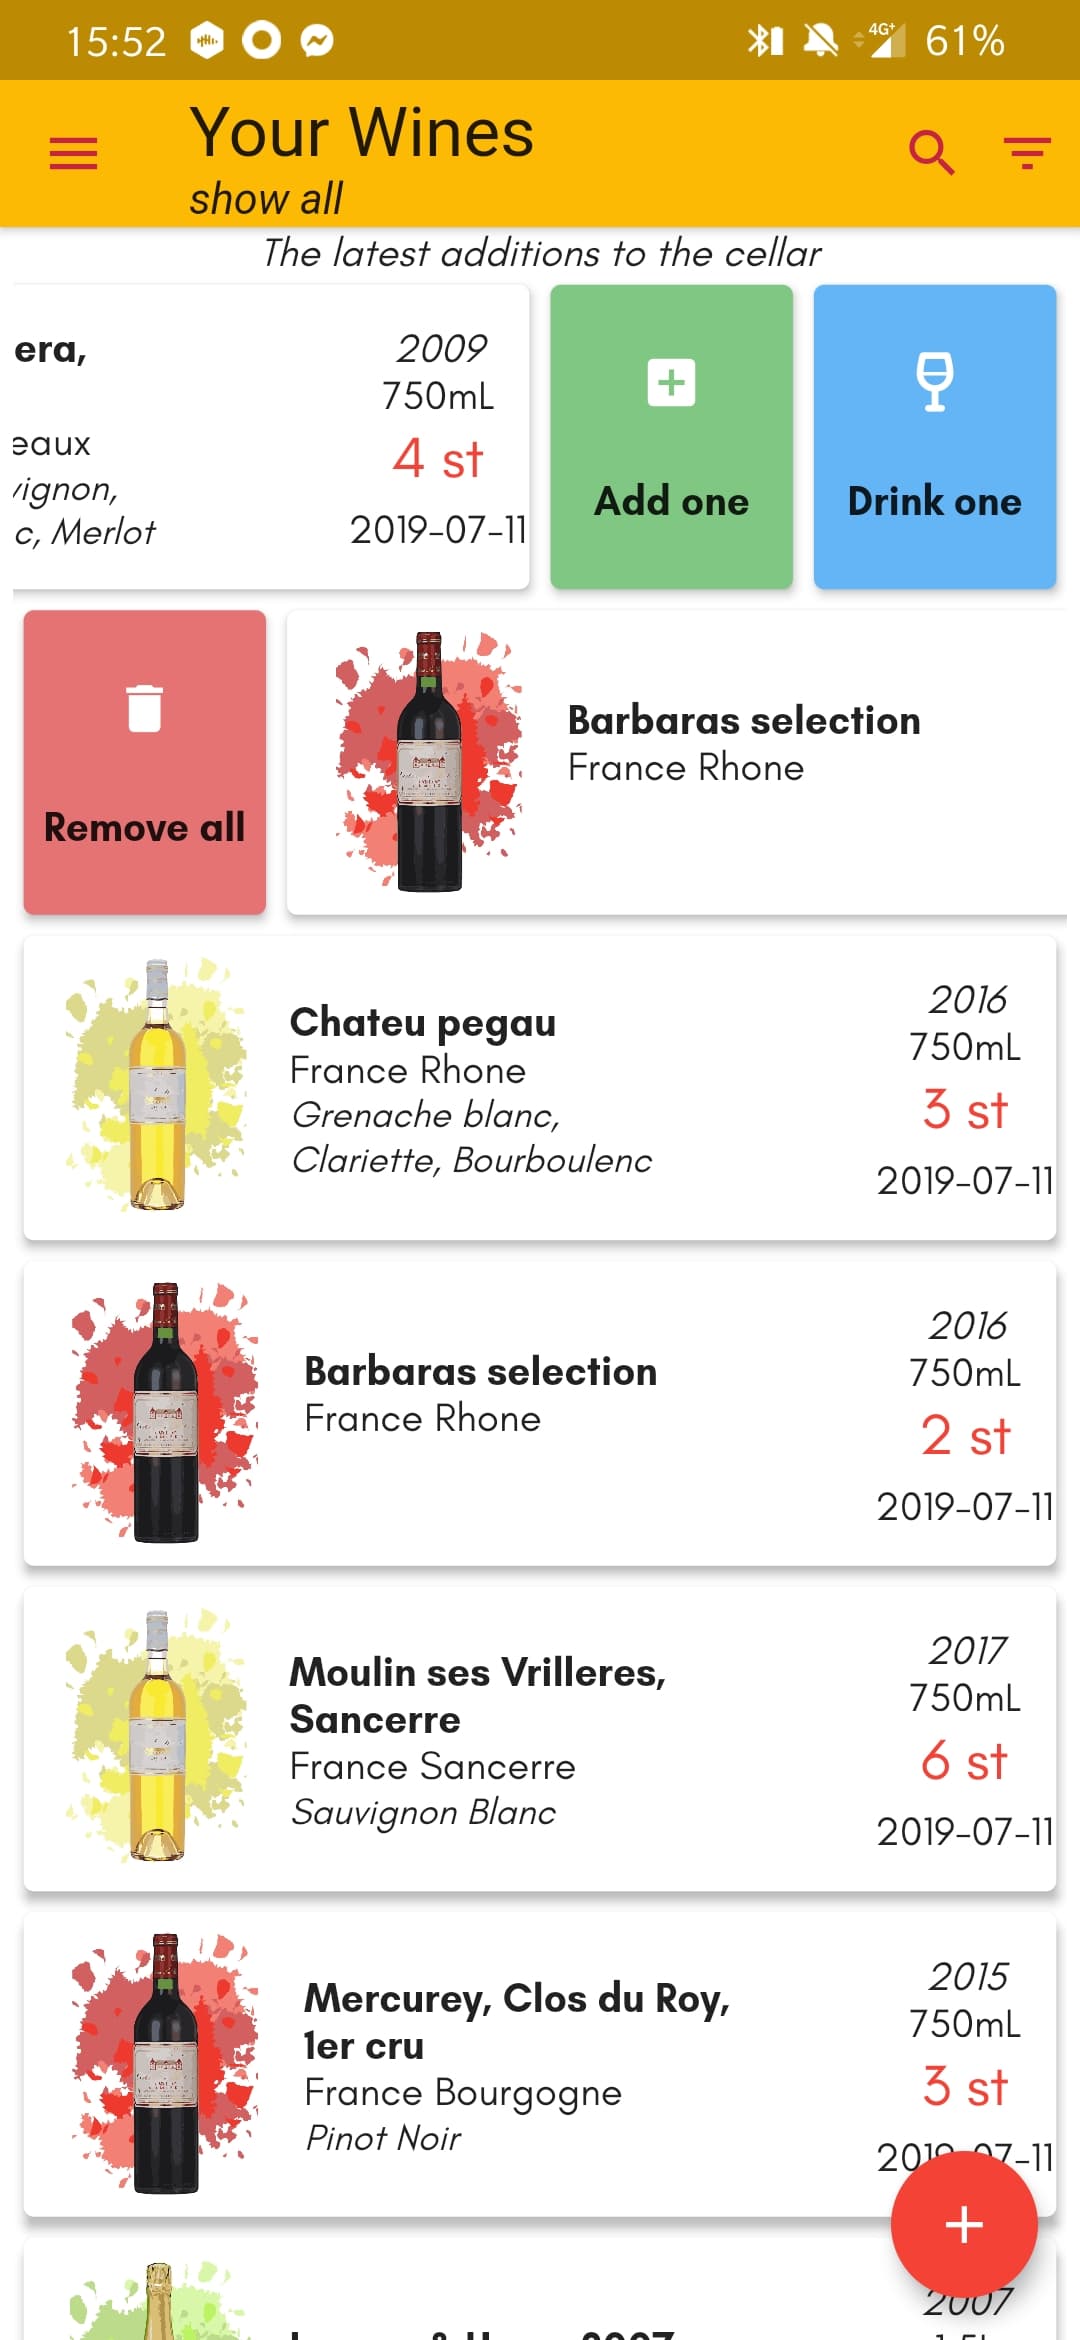 15:52
4G+
61%
Your Wines
show all
The latest additions to the cellar
era,
eaux
vignon,
c, Merlot
2009
750mL
4 st
2019-07-11
Add one
Drink one
Remove all
Barbaras selection
France Rhone
Chateu pegau
France Rhone
Grenache blanc,
Clariette, Bourboulenc
2016
750mL
3 st
2019-07-11
Barbaras selection
France Rhone
2016
750mL
2 st
2019-07-11
Moulin ses Vrilleres,
Sancerre
France Sancerre
Sauvignon Blanc
2017
750mL
6 st
2019-07-11
Mercurey, Clos du Roy,
1er cru
France Bourgogne
Pinot Noir
2015
750mL
3 st
2019-07-11
2007